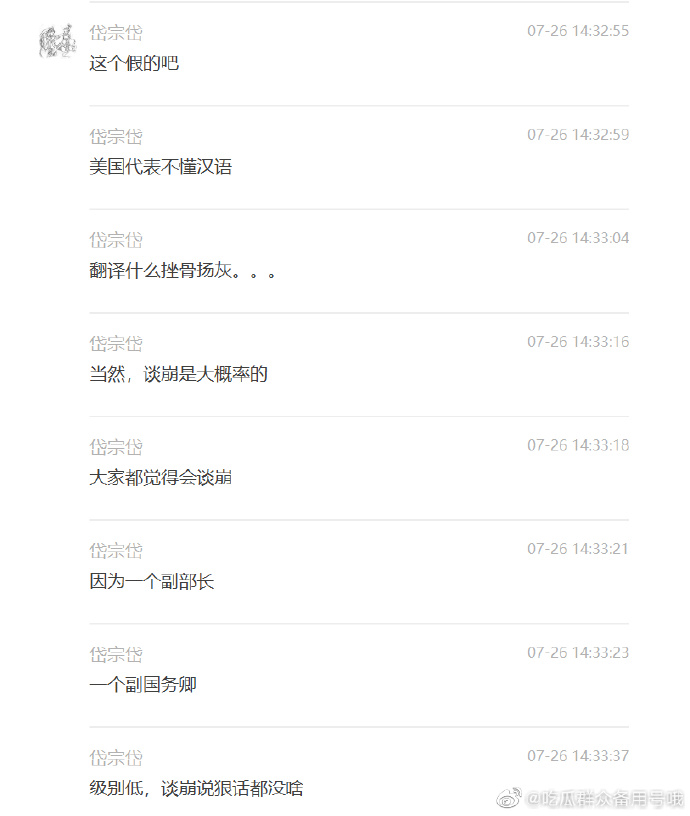 岱宗岱
07-26 14:32:55
这个假的吧
岱宗岱
07-26 14:32:59
美国代表不懂汉语
岱宗岱
07-26 14:33:04
翻译什么挫骨扬灰。。。
岱宗岱
07-26 14:33:16
当然，谈崩是大概率的
岱宗岱
07-26 14:33:18
大家都觉得会谈崩
岱宗岱
07-26 14:33:21
因为一个副部长
岱宗岱
07-26 14:33:23
一个副国务卿
岱宗岱
07-26 14:33:37
级别低，谈崩说狠话都没啥
@吃瓜群众备用号哦